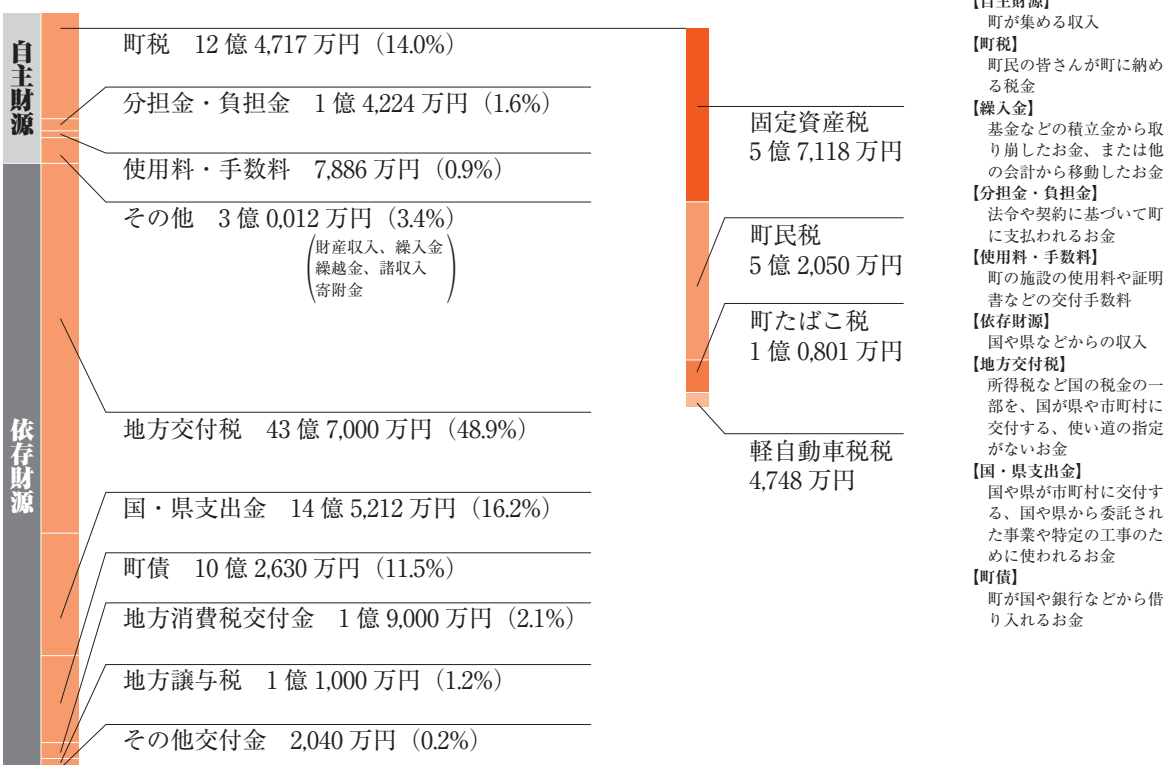 自主財源
町税 12 億 4,717 万円（14.0%）
分担金・負担金 1 億 4,224 万円（1.6%）
使用料・手数料 7,886 万円（0.9%）
その他 3 億 0,012 万円（3.4%）
（財産収入、繰入金
繰越金、諸収入
寄附金）
依存財源
地方交付税 43 億 7,000 万円（48.9%）
国・県支出金 14 億 5,212 万円（16.2%）
町債 10 億 2,630 万円（11.5%）
地方消費税交付金 1 億 9,000 万円（2.1%）
地方譲与税 1 億 1,000 万円（1.2%）
その他交付金 2,040 万円（0.2%）
固定資産税
5 億 7,118 万円
町民税
5 億 2,050 万円
町たばこ税
1 億 0,801 万円
軽自動車税税
4,748 万円
【自主財源】
町が集める収入
【町税】
町民の皆さんが町に納め
る税金
【繰入金】
基金などの積立金から取
り崩したお金、または他
の会計から移動したお金
【分担金・負担金】
法令や契約に基づいて町
に支払われるお金
【使用料・手数料】
町の施設の使用料や証明
書などの交付手数料
【依存財源】
国や県などからの収入
【地方交付税】
所得税など国の税金の一
部を、国が県や市町村に
交付する、使い道の指定
がないお金
【国・県支出金】
国や県が市町村に交付す
る、国や県から委託され
た事業や特定の工事のた
めに使われるお金
【町債】
町が国や銀行などから借
り入れるお金